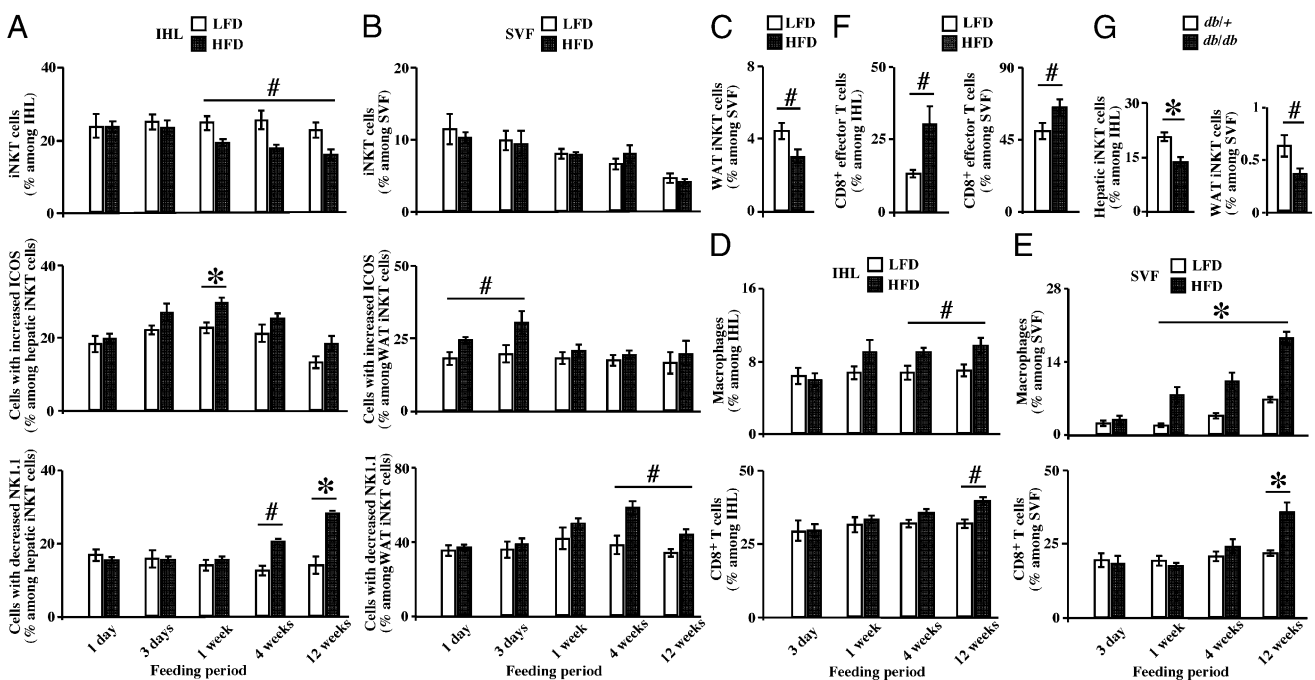 A
IHL
LFD
HFD
iNKT cells
(% among IHL)
40
20
0
#
Cells with increased ICOS
(% among hepatic iNKT cells)
40
20
0
*
Cells with decreased NK1.1
(% among hepatic iNKT cells)
40
20
0
#
*
1 day
3 days
1 week
4 weeks
12 weeks
Feeding period
B
SVF
LFD
HFD
iNKT cells
(% among SVF)
20
10
0
Cells with increased ICOS
(% amongWAT iNKT cells)
50
25
0
#
Cells with decreased NK1.1
(% amongWAT iNKT cells)
80
40
0
#
1 day
3 days
1 week
4 weeks
12 weeks
Feeding period
C
LFD
HFD
WAT iNKT cells
(% among SVF)
8
4
0
#
F
LFD
HFD
CD8+ effector T cells
(% among IHL)
50
25
0
#
CD8+ effector T cells
(% among SVF)
90
45
0
#
G
db/+
db/db
Hepatic iNKT cells
(% among IHL)
30
15
0
*
WAT iNKT cells
(% among SVF)
1
0.5
0
#
D
IHL
LFD
HFD
Macrophages
(% among IHL)
16
8
0
#
CD8+ T cells
(% among IHL)
50
25
0
#
3 day
1 week
4 weeks
12 weeks
Feeding period
E
SVF
LFD
HFD
Macrophages
(% among SVF)
28
14
0
*
CD8+ T cells
(% among SVF)
50
25
0
*
3 day
1 week
4 weeks
12 weeks
Feeding period